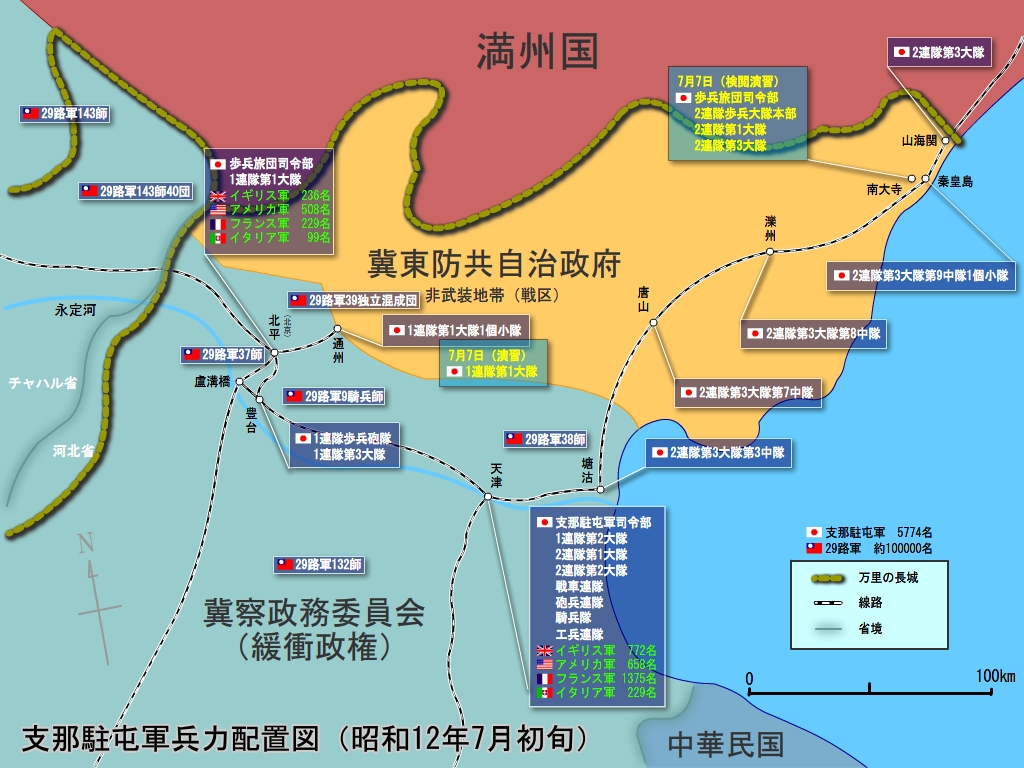 満州国
2連隊第3大隊
7月7日（検閲演習）
歩兵旅団司令部
2連隊歩兵大隊本部
2連隊第1大隊
2連隊第3大隊
29路軍143師
山海関
歩兵旅団司令部
1連隊第1大隊
イギリス軍 236名
アメリカ軍 508名
フランス軍 229名
イタリア軍 99名
29路軍143師40団
南大寺
秦皇島
灤州
冀東防共自治政府
非武装地帯（戦区）
2連隊第3大隊第9中隊1個小隊
29路軍39独立混成団
唐山
永定河
北平
（北京）
1連隊第1大隊1個小隊
通州
2連隊第3大隊第8中隊
29路軍37師
7月7日（演習）
1連隊第1大隊
チャハル省
盧溝橋
29路軍9騎兵師
2連隊第3大隊第7中隊
豊台
1連隊歩兵砲隊
1連隊第3大隊
29路軍38師
河北省
2連隊第3大隊第3中隊
塘沽
天津
支那駐屯軍司令部
1連隊第2大隊
2連隊第1大隊
2連隊第2大隊
戦車連隊
砲兵連隊
騎兵隊
工兵連隊
イギリス軍 772名
アメリカ軍 658名
フランス軍 1375名
イタリア軍 229名
支那駐屯軍 5774名
29路軍 約100000名
N
29路軍132師
万里の長城
線路
省境
冀察政務委員会
（緩衝政権）
0
100km
支那駐屯軍兵力配置図（昭和12年7月初旬）
中華民国